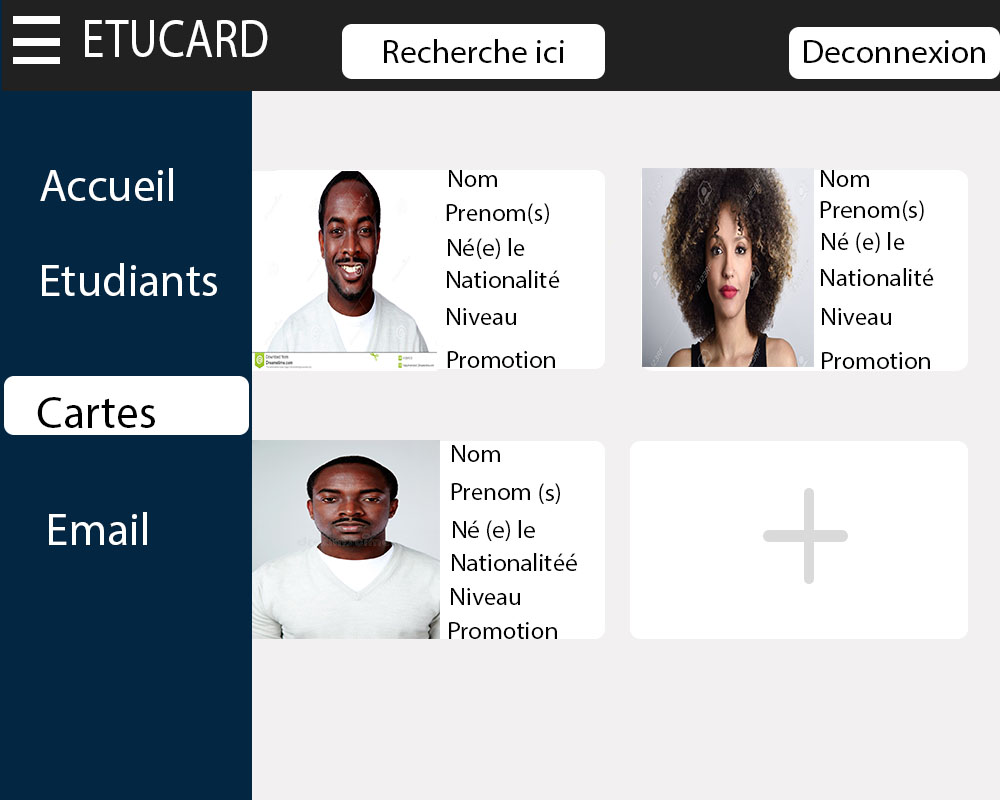 ETUCARD
Recherche ici
Deconnexion
Accueil
Etudiants
Cartes
Email
Nom
Prenom(s)
Né(e) le
Nationalité
Niveau
Promotion
Nom
Prenom(s)
Né (e) le
Nationalité
Niveau
Promotion
Nom
Prenom (s)
Né (e) le
Nationalitéé
Niveau
Promotion